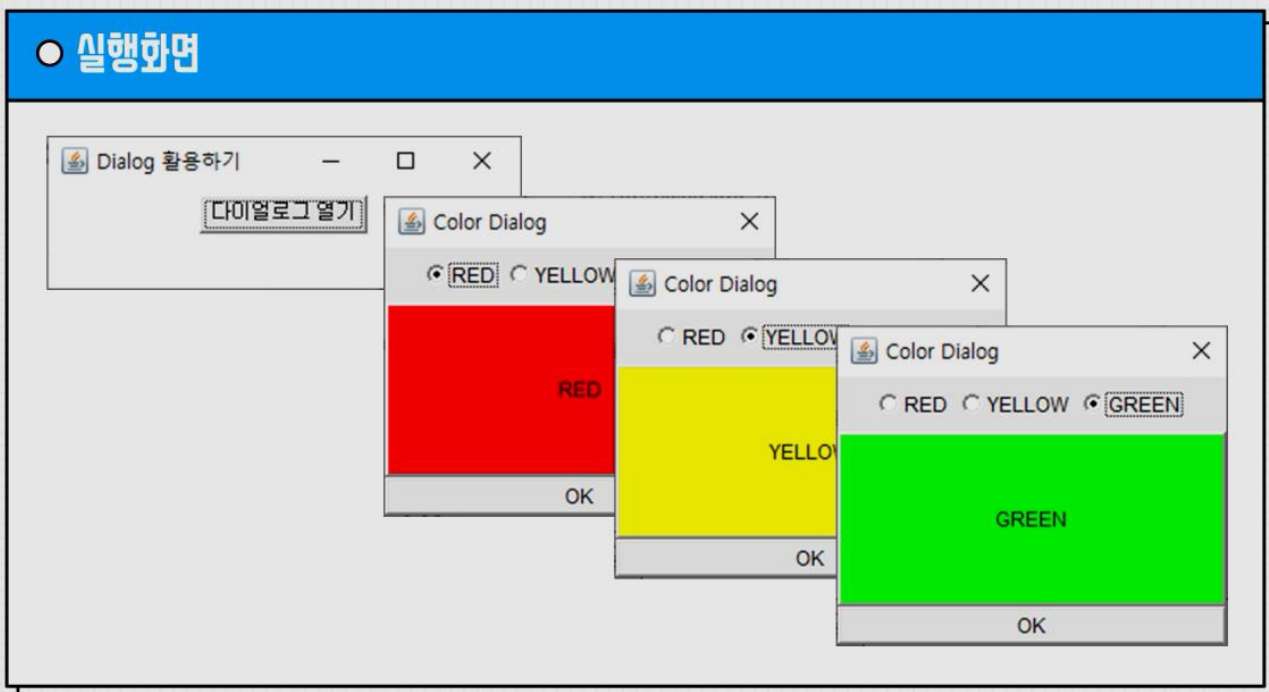 실행화면
Dialog 활용하기
다이얼로그 열기
Color Dialog
RED YELLOW
RED
OK
Color Dialog
RED YELLOW
YELLOW
OK
Color Dialog
RED YELLOW GREEN
GREEN
OK